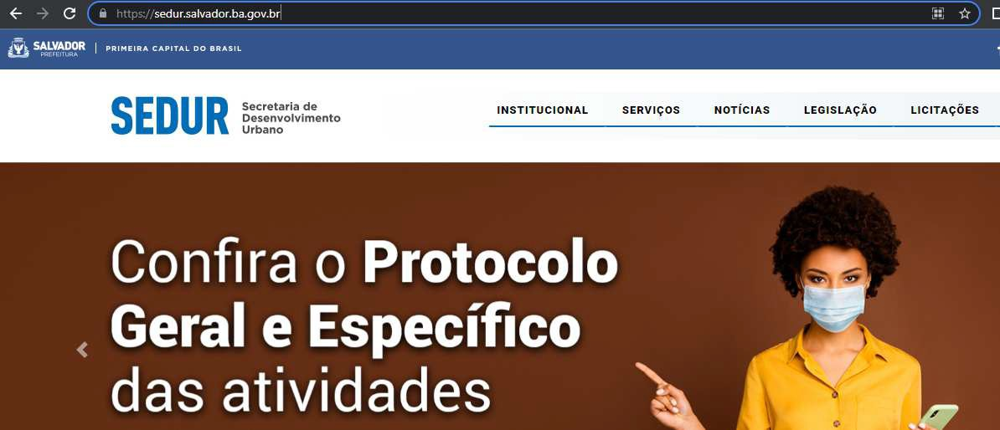 https://sedur.salvador.ba.gov.br
SALVADOR
PREFEITURA
PRIMEIRA CAPITAL DO BRASIL
SEDUR
Secretaria de
Desenvolvimento
Urbano
INSTITUCIONAL SERVIÇOS NOTÍCIAS LEGISLAÇÃO LICITAÇÕES
Confira o Protocolo
Geral e Específico
das atividades